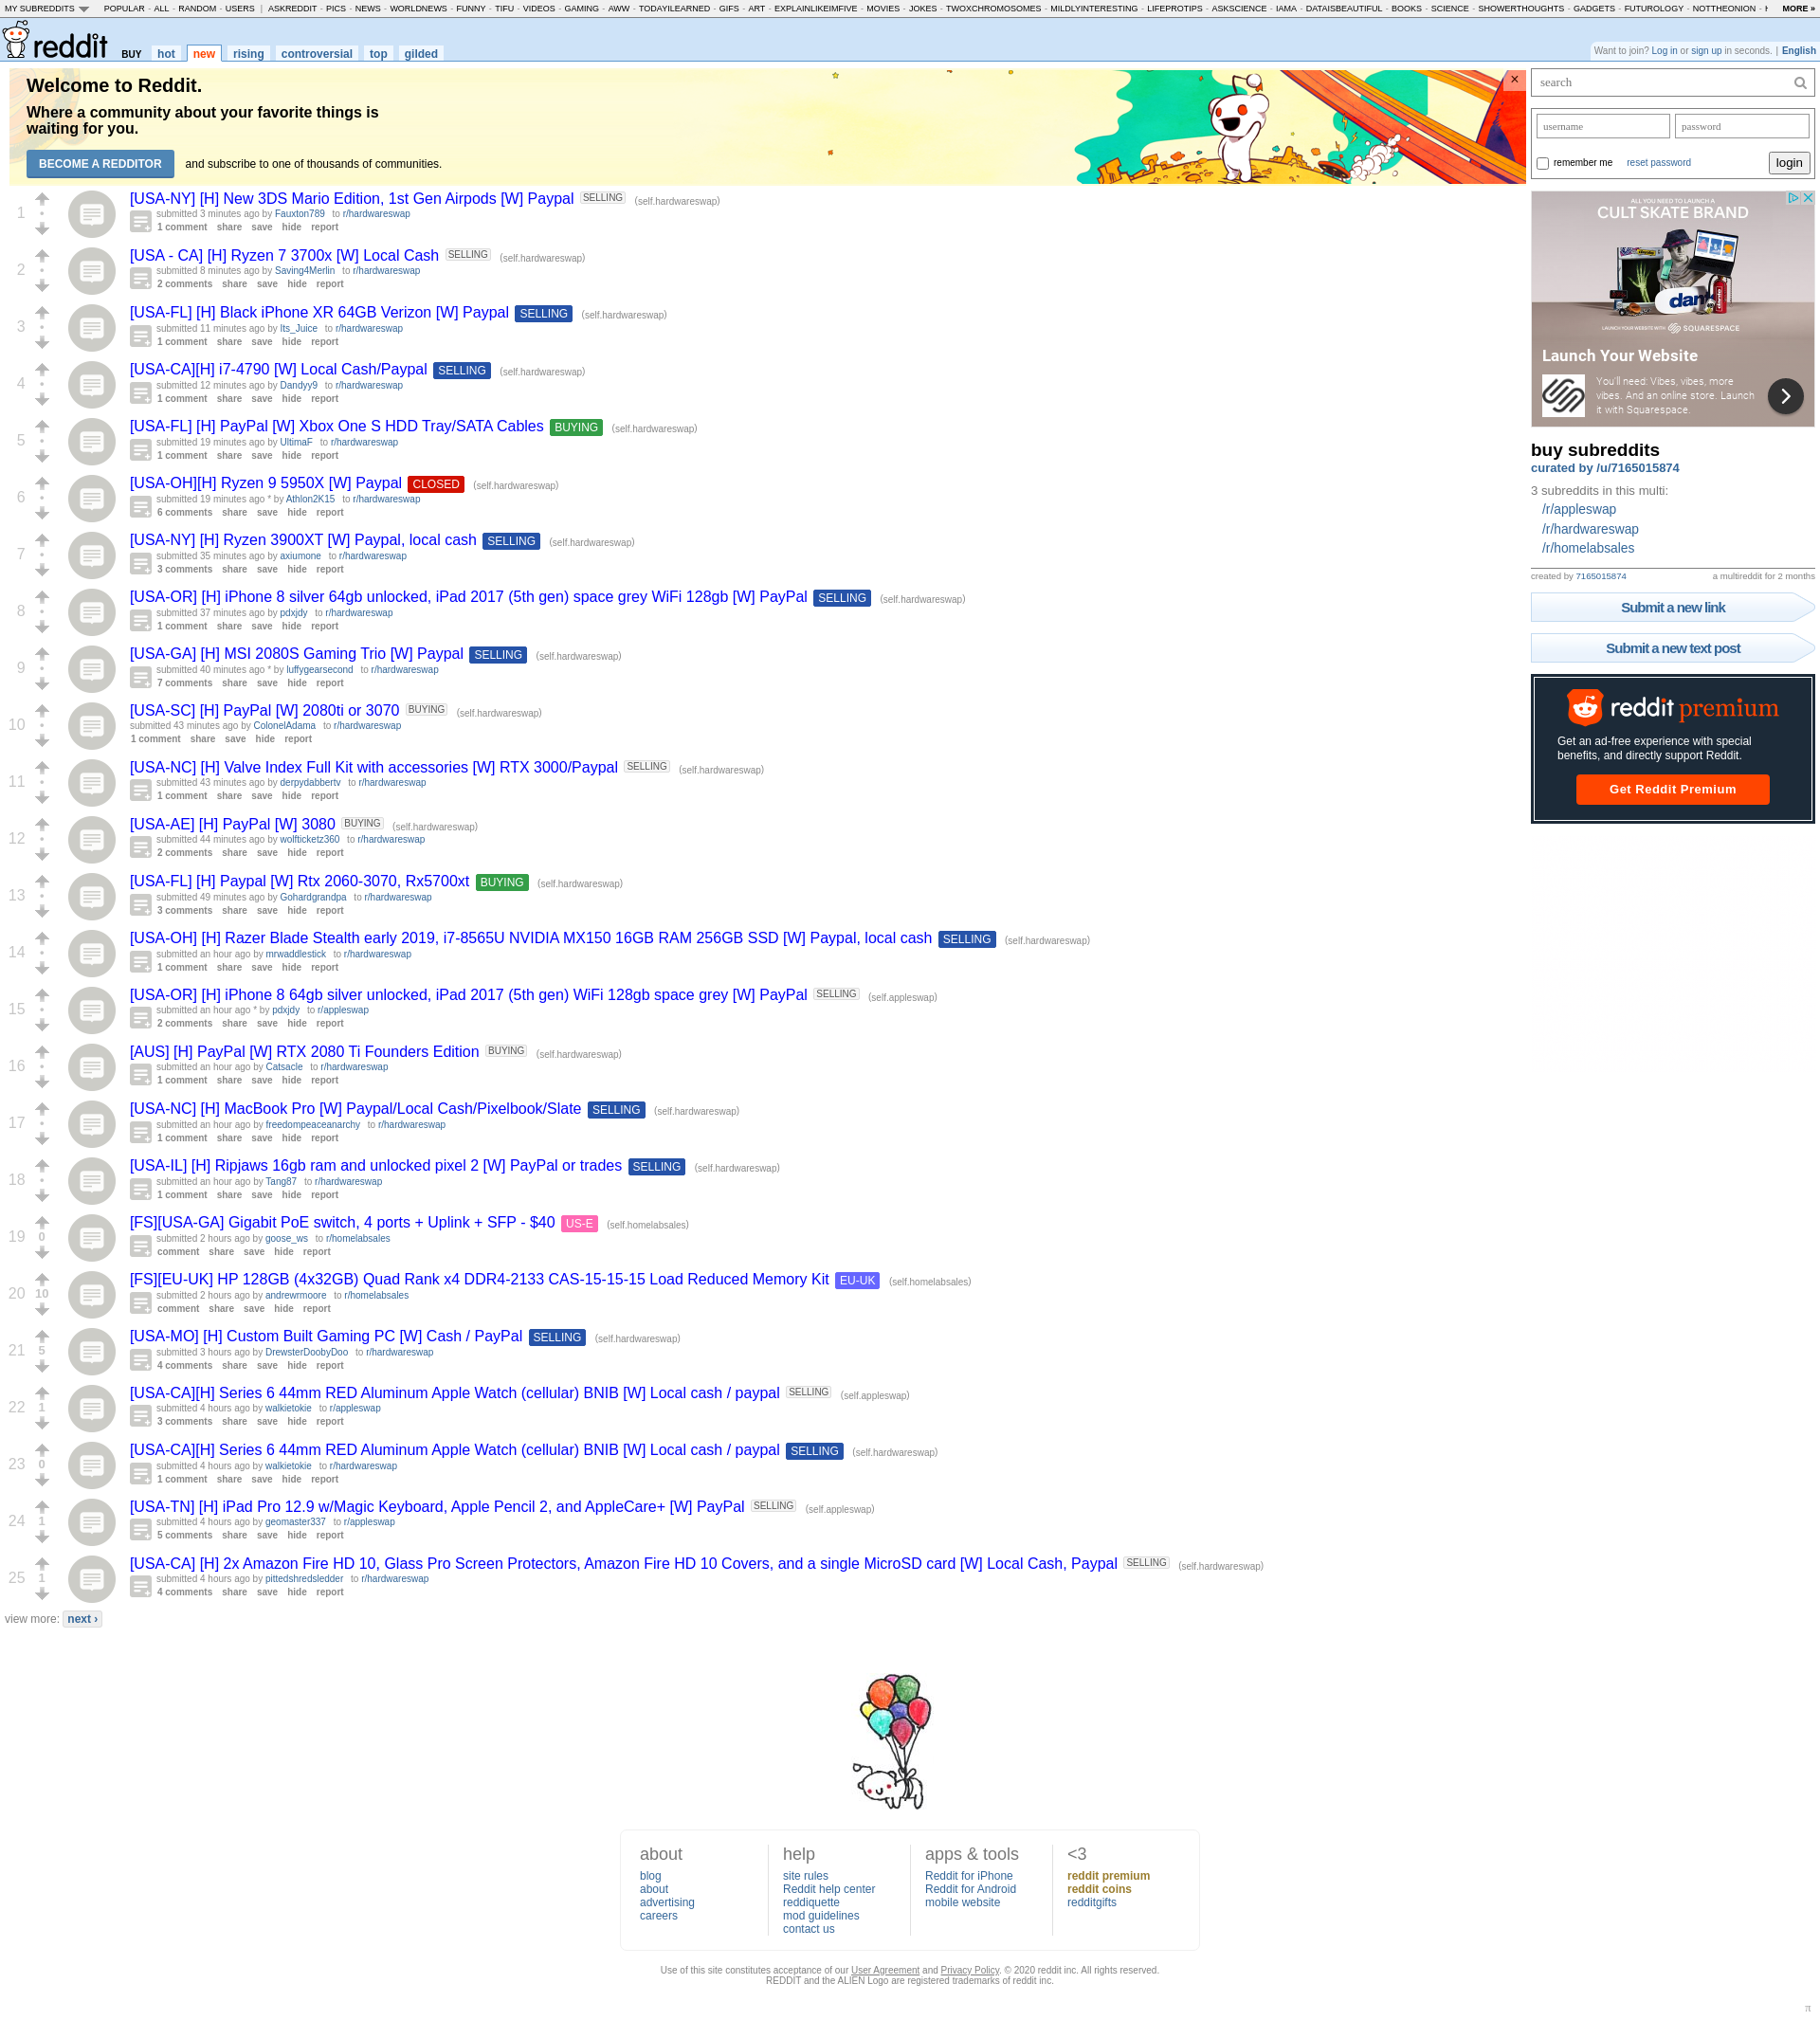 MY SUBREDDITS POPULAR - ALL - RANDOM - USERS | ASKREDDIT - PICS - NEWS - WORLDNEWS - FUNNY - TIFU - VIDEOS - GAMING - AWW - TODAYILEARNED - GIFS - ART - EXPLAINLIKEIMFIVE - MOVIES - JOKES - TWOXCHROMOSOMES - MILDLYINTERESTING - LIFEPROTIPS - ASKSCIENCE - IAMA - DATAISBEAUTIFUL - BOOKS - SCIENCE - SHOWERTHOUGHTS - GADGETS - FUTUROLOGY - NOTTHEONION - MORE »
reddit BUY hot new rising controversial top gilded
Want to join? Log in or sign up in seconds. | English
Welcome to Reddit.
Where a community about your favorite things is
waiting for you.
BECOME A REDDITOR and subscribe to one of thousands of communities.
×
1
[USA-NY] [H] New 3DS Mario Edition, 1st Gen Airpods [W] Paypal SELLING (self.hardwareswap)
submitted 3 minutes ago by Fauxton789 to r/hardwareswap
1 comment share save hide report
2
[USA - CA] [H] Ryzen 7 3700x [W] Local Cash SELLING (self.hardwareswap)
submitted 8 minutes ago by Saving4Merlin to r/hardwareswap
2 comments share save hide report
3
[USA-FL] [H] Black iPhone XR 64GB Verizon [W] Paypal SELLING (self.hardwareswap)
submitted 11 minutes ago by Its_Juice to r/hardwareswap
1 comment share save hide report
4
[USA-CA][H] i7-4790 [W] Local Cash/Paypal SELLING (self.hardwareswap)
submitted 12 minutes ago by Dandyy9 to r/hardwareswap
1 comment share save hide report
5
[USA-FL] [H] PayPal [W] Xbox One S HDD Tray/SATA Cables BUYING (self.hardwareswap)
submitted 19 minutes ago by UltimaF to r/hardwareswap
1 comment share save hide report
6
[USA-OH][H] Ryzen 9 5950X [W] Paypal CLOSED (self.hardwareswap)
submitted 19 minutes ago * by Athlon2K15 to r/hardwareswap
6 comments share save hide report
7
[USA-NY] [H] Ryzen 3900XT [W] Paypal, local cash SELLING (self.hardwareswap)
submitted 35 minutes ago by axiumone to r/hardwareswap
3 comments share save hide report
8
[USA-OR] [H] iPhone 8 silver 64gb unlocked, iPad 2017 (5th gen) space grey WiFi 128gb [W] PayPal SELLING (self.hardwareswap)
submitted 37 minutes ago by pdxjdy to r/hardwareswap
1 comment share save hide report
9
[USA-GA] [H] MSI 2080S Gaming Trio [W] Paypal SELLING (self.hardwareswap)
submitted 40 minutes ago * by luffygearsecond to r/hardwareswap
7 comments share save hide report
10
[USA-SC] [H] PayPal [W] 2080ti or 3070 BUYING (self.hardwareswap)
submitted 43 minutes ago by ColonelAdama to r/hardwareswap
1 comment share save hide report
11
[USA-NC] [H] Valve Index Full Kit with accessories [W] RTX 3000/Paypal SELLING (self.hardwareswap)
submitted 43 minutes ago by derpydabbertv to r/hardwareswap
1 comment share save hide report
12
[USA-AE] [H] PayPal [W] 3080 BUYING (self.hardwareswap)
submitted 44 minutes ago by wolfticketz360 to r/hardwareswap
2 comments share save hide report
13
[USA-FL] [H] Paypal [W] Rtx 2060-3070, Rx5700xt BUYING (self.hardwareswap)
submitted 49 minutes ago by Gohardgrandpa to r/hardwareswap
3 comments share save hide report
14
[USA-OH] [H] Razer Blade Stealth early 2019, i7-8565U NVIDIA MX150 16GB RAM 256GB SSD [W] Paypal, local cash SELLING (self.hardwareswap)
submitted an hour ago by mrwaddlestick to r/hardwareswap
1 comment share save hide report
15
[USA-OR] [H] iPhone 8 64gb silver unlocked, iPad 2017 (5th gen) WiFi 128gb space grey [W] PayPal SELLING (self.appleswap)
submitted an hour ago * by pdxjdy to r/appleswap
2 comments share save hide report
16
[AUS] [H] PayPal [W] RTX 2080 Ti Founders Edition BUYING (self.hardwareswap)
submitted an hour ago by Catsacle to r/hardwareswap
1 comment share save hide report
17
[USA-NC] [H] MacBook Pro [W] Paypal/Local Cash/Pixelbook/Slate SELLING (self.hardwareswap)
submitted an hour ago by freedompeaceanarchy to r/hardwareswap
1 comment share save hide report
18
[USA-IL] [H] Ripjaws 16gb ram and unlocked pixel 2 [W] PayPal or trades SELLING (self.hardwareswap)
submitted an hour ago by Tang87 to r/hardwareswap
1 comment share save hide report
19 0
[FS][USA-GA] Gigabit PoE switch, 4 ports + Uplink + SFP - $40 US-E (self.homelabsales)
submitted 2 hours ago by goose_ws to r/homelabsales
comment share save hide report
20 10
[FS][EU-UK] HP 128GB (4x32GB) Quad Rank x4 DDR4-2133 CAS-15-15-15 Load Reduced Memory Kit EU-UK (self.homelabsales)
submitted 2 hours ago by andrewrmoore to r/homelabsales
comment share save hide report
21 5
[USA-MO] [H] Custom Built Gaming PC [W] Cash / PayPal SELLING (self.hardwareswap)
submitted 3 hours ago by DrewsterDoobyDoo to r/hardwareswap
4 comments share save hide report
22 1
[USA-CA][H] Series 6 44mm RED Aluminum Apple Watch (cellular) BNIB [W] Local cash / paypal SELLING (self.appleswap)
submitted 4 hours ago by walkietokie to r/appleswap
3 comments share save hide report
23 0
[USA-CA][H] Series 6 44mm RED Aluminum Apple Watch (cellular) BNIB [W] Local cash / paypal SELLING (self.hardwareswap)
submitted 4 hours ago by walkietokie to r/hardwareswap
1 comment share save hide report
24 1
[USA-TN] [H] iPad Pro 12.9 w/Magic Keyboard, Apple Pencil 2, and AppleCare+ [W] PayPal SELLING (self.appleswap)
submitted 4 hours ago by geomaster337 to r/appleswap
5 comments share save hide report
25 1
[USA-CA] [H] 2x Amazon Fire HD 10, Glass Pro Screen Protectors, Amazon Fire HD 10 Covers, and a single MicroSD card [W] Local Cash, Paypal SELLING (self.hardwareswap)
submitted 4 hours ago by pittedshredsledder to r/hardwareswap
4 comments share save hide report
view more: next ›
search
username password
remember me reset password login
ALL YOU NEED TO LAUNCH A
CULT SKATE BRAND
dang
LAUNCH YOUR WEBSITE WITH SQUARESPACE
Launch Your Website
You'll need: Vibes, vibes, more
vibes. And an online store. Launch
it with Squarespace.
buy subreddits
curated by /u/7165015874
3 subreddits in this multi:
/r/appleswap
/r/hardwareswap
/r/homelabsales
created by 7165015874 a multireddit for 2 months
Submit a new link
Submit a new text post
reddit premium
Get an ad-free experience with special
benefits, and directly support Reddit.
Get Reddit Premium
about
blog
about
advertising
careers
help
site rules
Reddit help center
reddiquette
mod guidelines
contact us
apps & tools
Reddit for iPhone
Reddit for Android
mobile website
<3
reddit premium
reddit coins
redditgifts
Use of this site constitutes acceptance of our User Agreement and Privacy Policy. © 2020 reddit inc. All rights reserved.
REDDIT and the ALIEN Logo are registered trademarks of reddit inc.
π